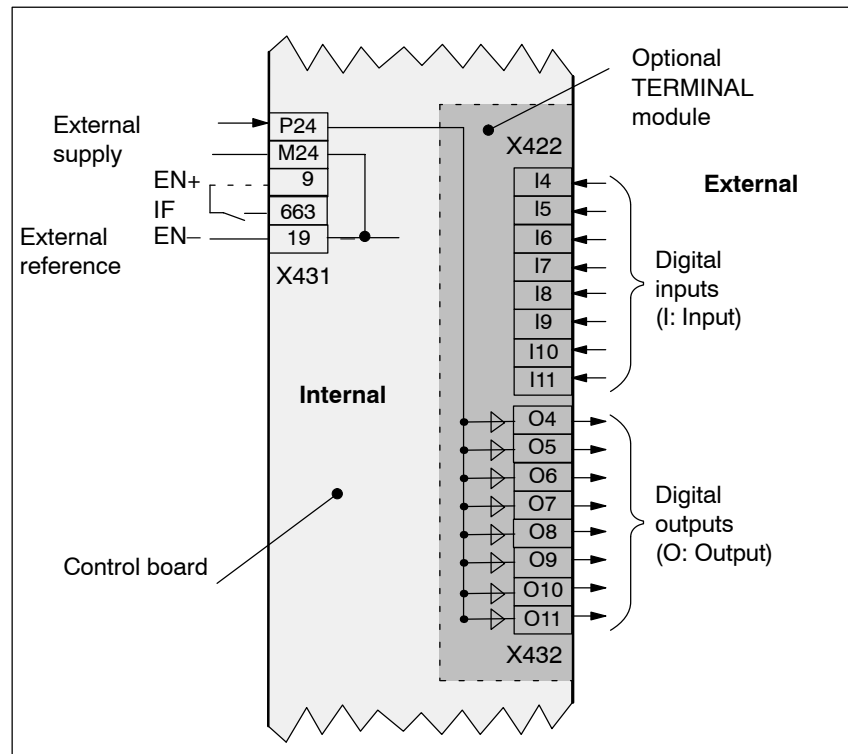 Optional
TERMINAL
module
External
supply
P24
M24
EN+
9
IF
663
External
reference
EN–
19
X431
X422
External
I4
I5
I6
I7
I8
I9
I10
I11
Digital
inputs
(I: Input)
Internal
O4
O5
O6
O7
O8
O9
O10
O11
Digital
outputs
(O: Output)
Control board
X432